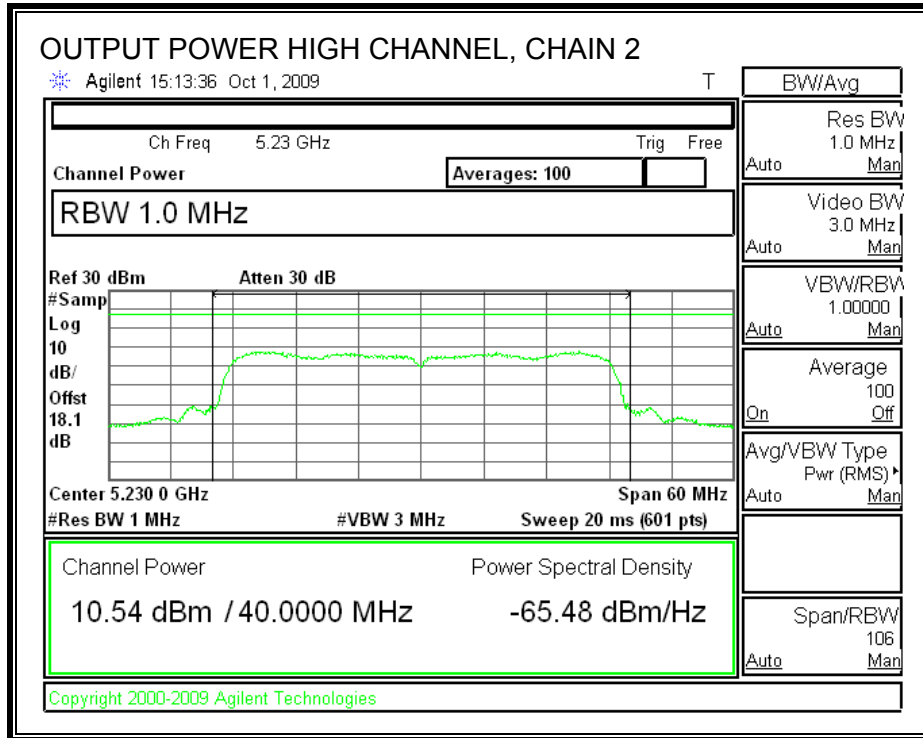 OUTPUT POWER HIGH CHANNEL, CHAIN 2
Agilent 15:13:36 Oct 1, 2009 T
Ch Freq 5.23 GHz Trig Free
Channel Power Averages: 100
RBW 1.0 MHz
Ref 30 dBm Atten 30 dB
#Samp
Log
10
dB/
Offst
18.1
dB
Center 5.230 0 GHz Span 60 MHz
#Res BW 1 MHz #VBW 3 MHz Sweep 20 ms (601 pts)
Channel Power Power Spectral Density
10.54 dBm / 40.0000 MHz -65.48 dBm/Hz
Copyright 2000-2009 Agilent Technologies
BW/Avg
Res BW
1.0 MHz
Auto Man
Video BW
3.0 MHz
Auto Man
VBW/RBW
1.00000
Auto Man
Average
100
On Off
Avg/VBW Type
Pwr (RMS)
Auto Man
Span/RBW
106
Auto Man